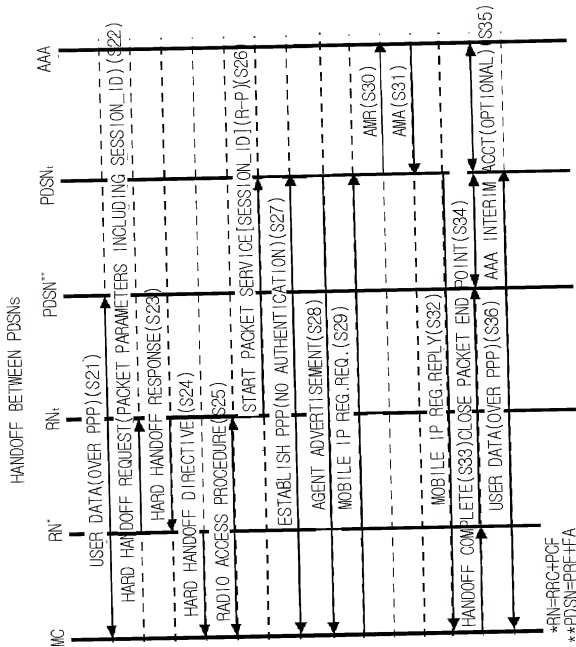 HANDOFF BETWEEN PDSNs
MC
RN*
RNt
PDSN**
PDSNt
AAA
USER DATA(OVER PPP)(S21)
HARD HANDOFF REQUEST(PACKET PARAMETERS INCLUDING SESSION_ID)(S22)
HARD HANDOFF RESPONSE(S23)
HARD HANDOFF DIRECTIVE(S24)
RADIO ACCESS PROCEDURE(S25)
START PACKET SERVICE[SESSION_ID](R-P)(S26)
ESTABLISH PPP(NO AUTHENTICATION)(S27)
AGENT ADVERTISEMENT(S28)
MOBILE IP REG.REQ.(S29)
AMR(S30)
AMA(S31)
MOBILE IP REG.REPLY(S32)
HANDOFF COMPLETE(S33)CLOSE PACKET END POINT(S34)
AAA INTERIM ACCT(OPTIONAL)(S35)
USER DATA(OVER PPP)(S36)
*RN=RRC+PCF
**PDSN=PRF+FA